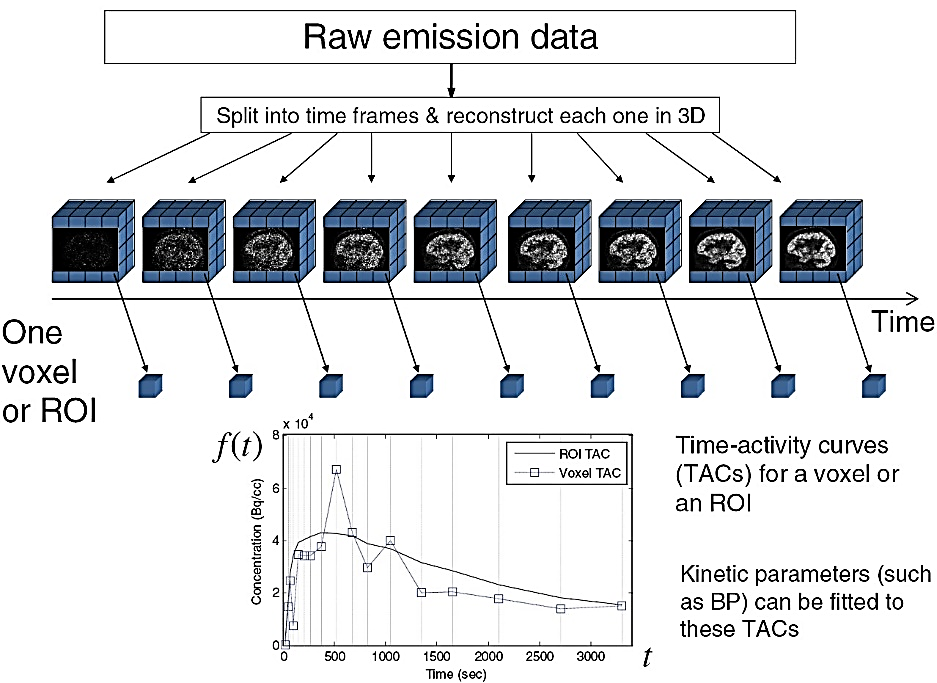 Raw emission data
Split into time frames & reconstruct each one in 3D
Time
One
voxel
or ROI
f(t)
x 10⁴
8
6
4
2
0
Concentration (Bq/cc)
ROI TAC
Voxel TAC
0 500 1000 1500 2000 2500 3000
Time (sec)
t
Time-activity curves
(TACs) for a voxel or
an ROI
Kinetic parameters (such
as BP) can be fitted to
these TACs